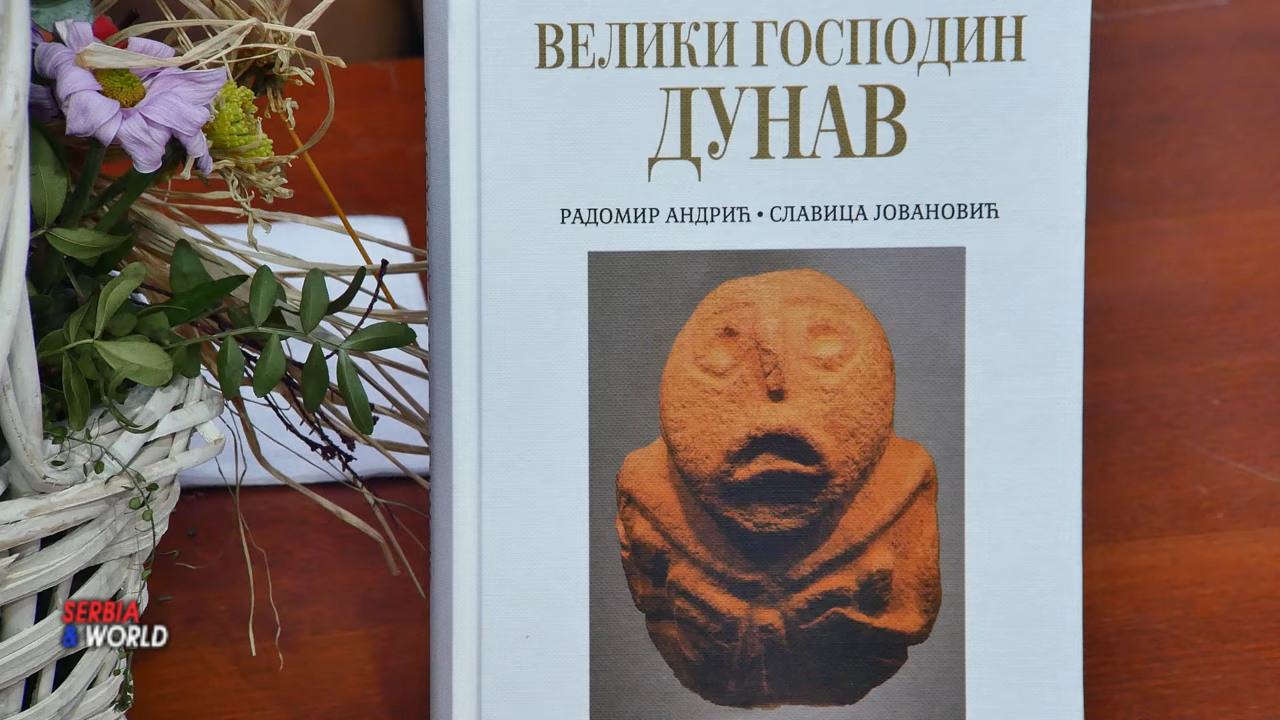 ВЕЛИКИ ГОСПОДИН
ДУНАВ
РАДОМИР АНДРИЋ • СЛАВИЦА ЈОВАНОВИЋ
SERBIA
& WORLD